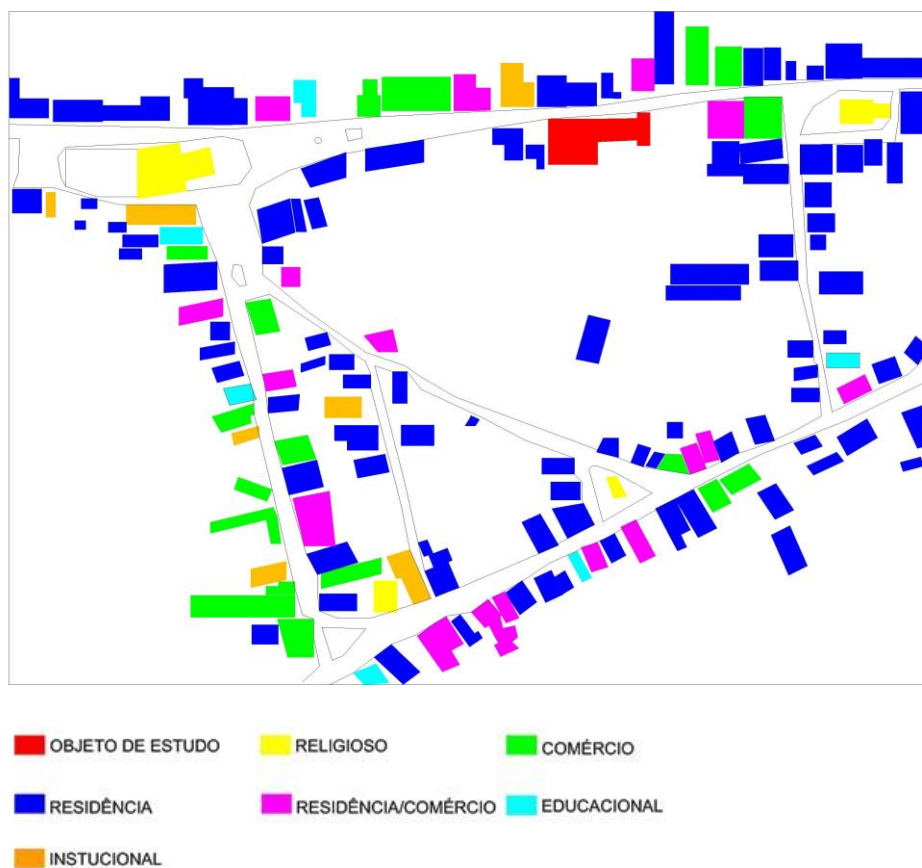 OBJETO DE ESTUDO
RELIGIOSO
COMÉRCIO
RESIDÊNCIA
RESIDÊNCIA/COMÉRCIO
EDUCACIONAL
INSTUCIONAL